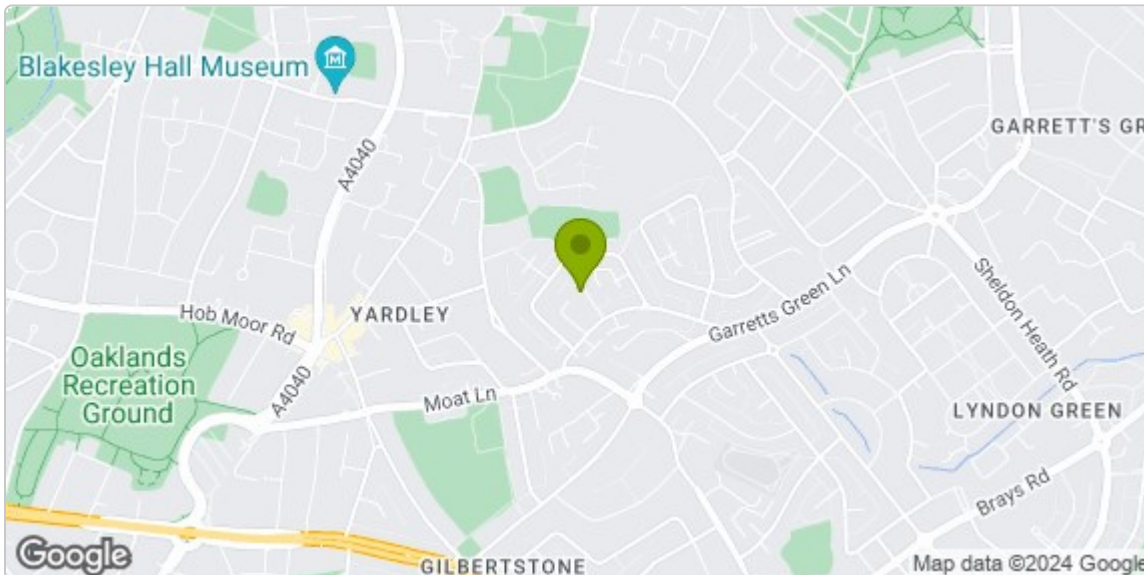 Blakesley Hall Museum
M
A4040
GARRETT'S GR
Hob Moor Rd
YARDLEY
Garretts Green Ln
Sheldon Heath Rd
Oaklands
Recreation
Ground
A4040
Moat Ln
LYNDON GREEN
Brays Rd
Google
GILBERTSTONE
Map data ©2024 Google